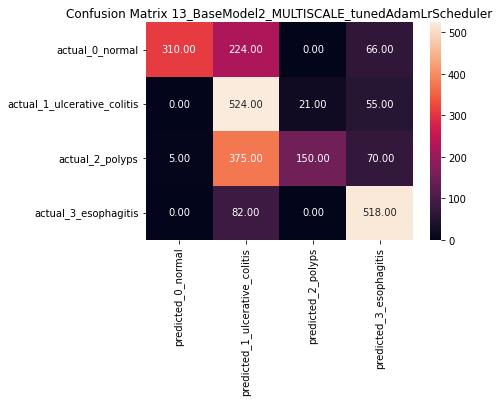 Confusion Matrix 13_BaseModel2_MULTISCALE_tunedAdamLrScheduler
actual_0_normal 310.00 224.00 0.00 66.00
actual_1_ulcerative_colitis 0.00 524.00 21.00 55.00
actual_2_polyps 5.00 375.00 150.00 70.00
actual_3_esophagitis 0.00 82.00 0.00 518.00
predicted_0_normal
predicted_1_ulcerative_colitis
predicted_2_polyps
predicted_3_esophagitis
500
400
300
200
100
0